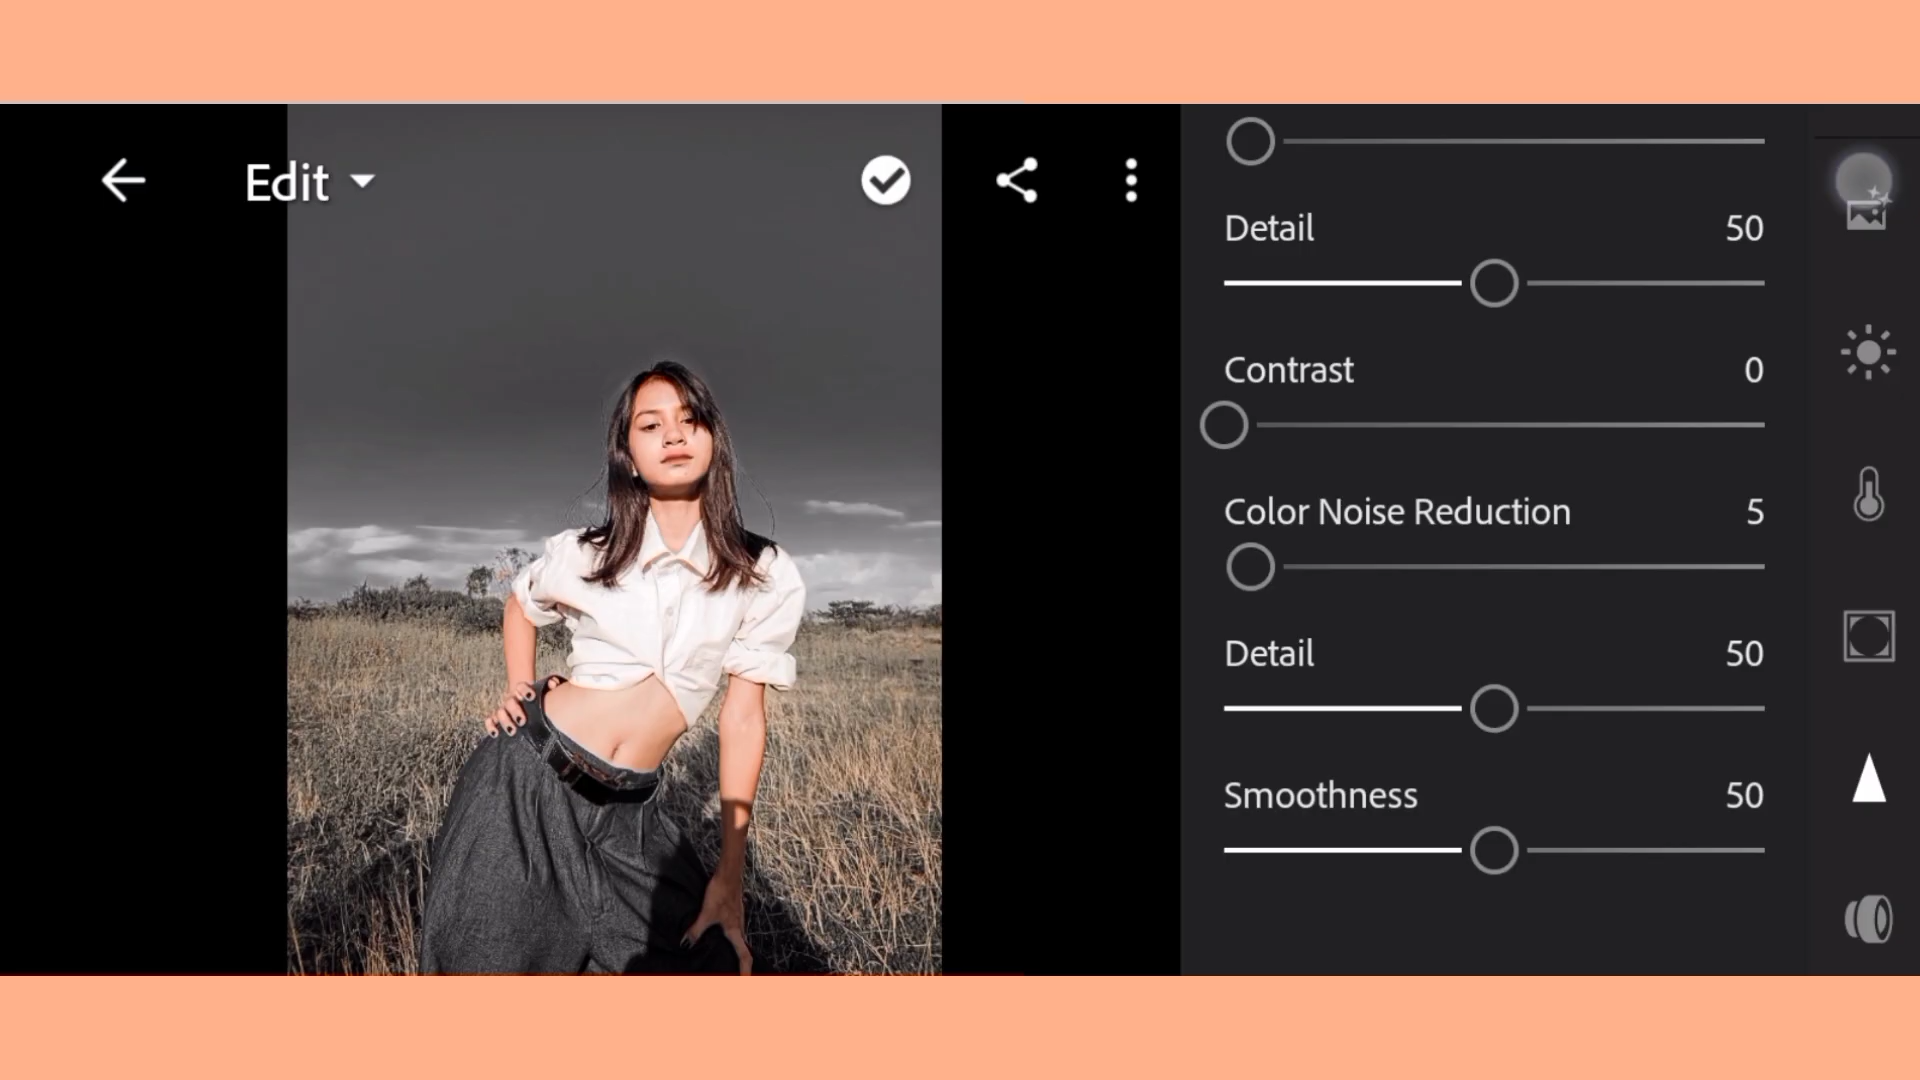 Edit
Detail 50
Contrast 0
Color Noise Reduction 5
Detail 50
Smoothness 50